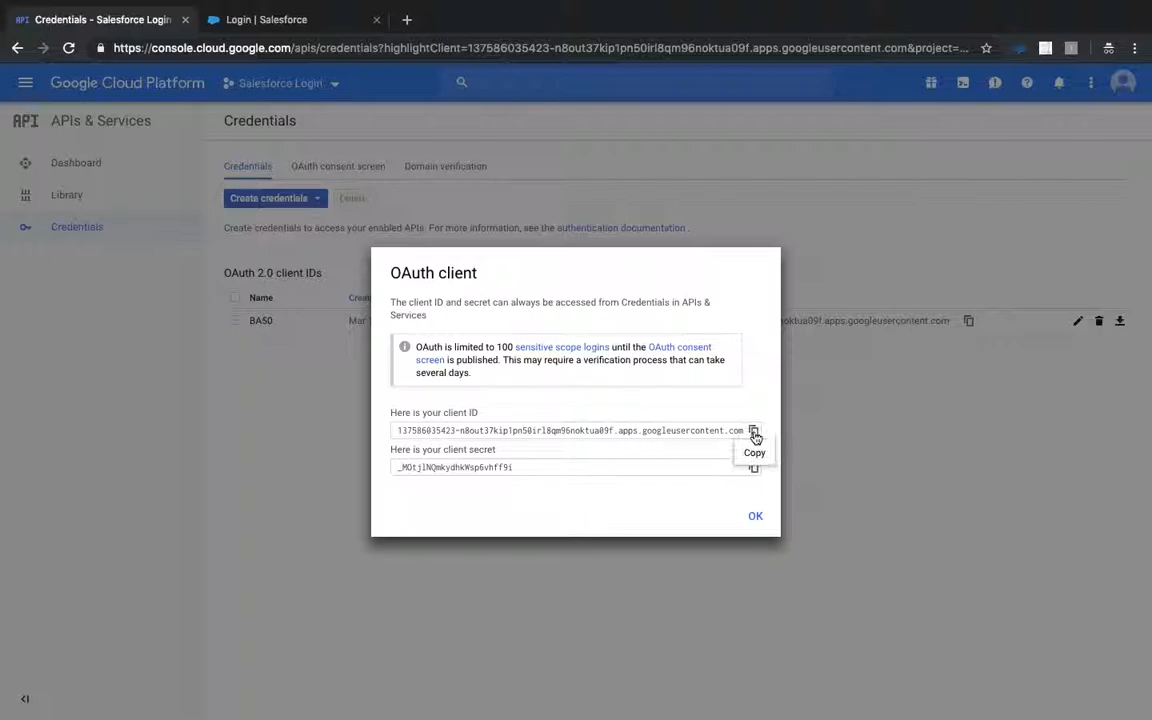 API Credentials - Salesforce Login
Login | Salesforce
https://console.cloud.google.com/apis/credentials?highlightClient=137586035423-n8out37kip1pn50irl8qm96noktua09f.apps.googleusercontent.com&project=...
Google Cloud Platform
Salesforce Login
API APIs & Services
Credentials
Dashboard
Library
Credentials
Credentials
OAuth consent screen
Domain verification
Create credentials
Delete
Create credentials to access your enabled APIs. For more information, see the authentication documentation .
OAuth 2.0 client IDs
Name
BA50
Mar
noktua09f.apps.googleusercontent.com
OAuth client
The client ID and secret can always be accessed from Credentials in APIs &
Services
OAuth is limited to 100 sensitive scope logins until the OAuth consent
screen is published. This may require a verification process that can take
several days.
Here is your client ID
137586035423-n8out37kip1pn50irl8qm96noktua09f.apps.googleusercontent.com
Copy
Here is your client secret
_MOtjlNQmkydhkWsp6vhff9i
OK